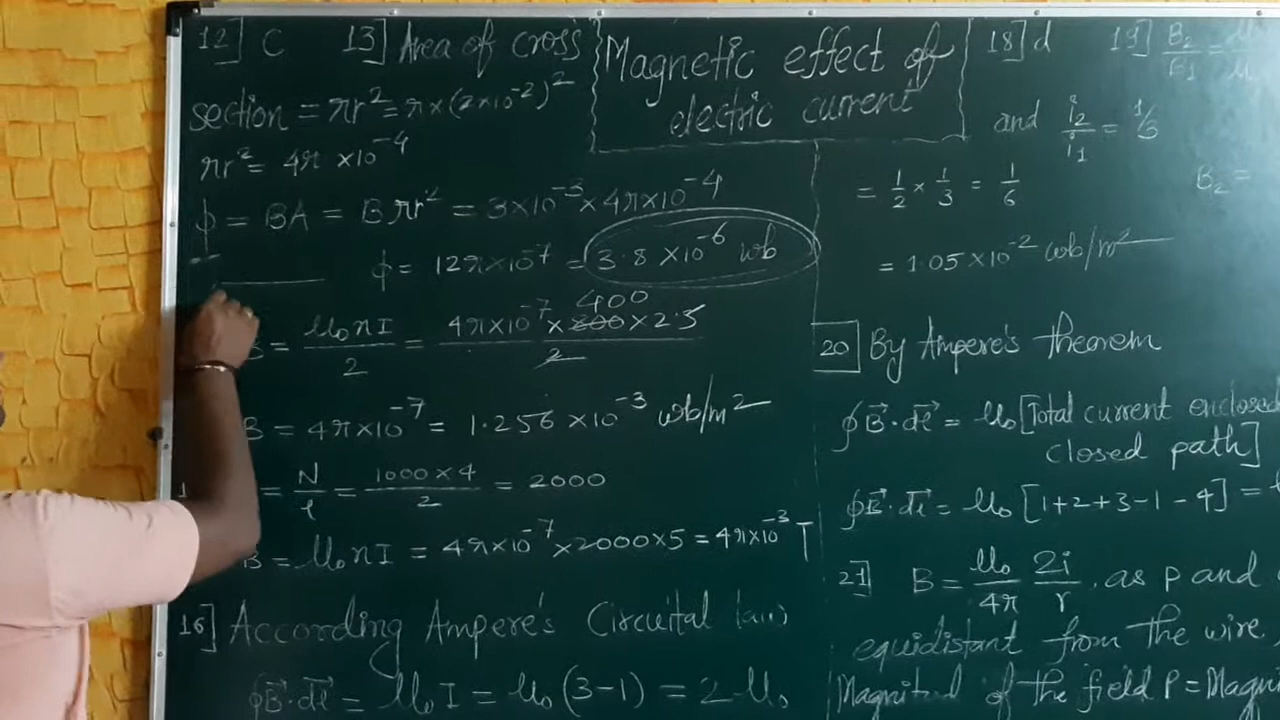 12] C 13] Area of cross
section = πr² = π×(2×10⁻²)²
πr² = 4π ×10⁻⁴
ϕ = BA = Bπr² = 3×10⁻³×4π×10⁻⁴
ϕ = 12π×10⁻⁷ = 3.8 ×10⁻⁶ wb
B = μ₀nI/2 = 4π×10⁻⁷ × 400 × 2.5 / 2
B = 4π×10⁻⁷ = 1.256 ×10⁻³ wb/m²
1 = N/l = 1000×4/2 = 2000
B = μ₀nI = 4π×10⁻⁷×2000×5 = 4π×10⁻³ T
16] According Ampere's Circuital law
∮B⃗·dl⃗ = μ₀I = μ₀(3-1) = 2μ₀
Magnetic effect of
electric current
18] d 19] B₂/B₁ =
and i₂/i₁ = 1/3
= 1/2 × 1/3 = 1/6 B₂ =
= 1.05×10⁻² wb/m²
20 By Ampere's theorem
∮B⃗·dl⃗ = μ₀[Total current enclosed
closed path]
∮B⃗·dl⃗ = μ₀[1+2+3-1-4] =
21] B = μ₀/4π 2i/r, as P and
equidistant from the wire,
Magnitud of the field P =